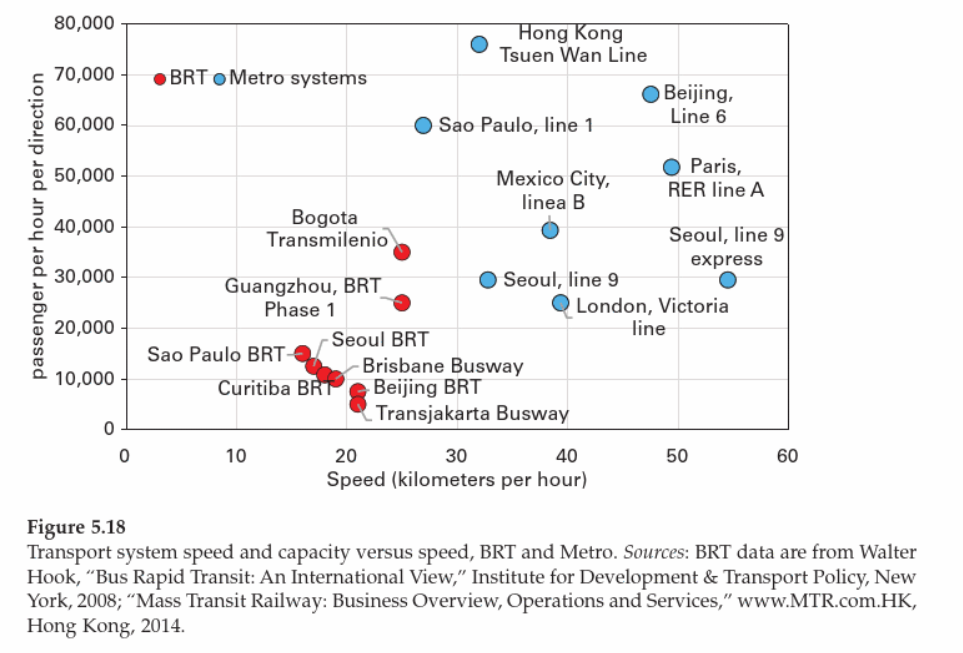 80,000
70,000
60,000
50,000
40,000
30,000
20,000
10,000
0
passenger per hour per direction
BRT
Metro systems
Hong Kong
Tsuen Wan Line
Beijing,
Line 6
Sao Paulo, line 1
Paris,
RER line A
Mexico City,
linea B
Bogota
Transmilenio
Seoul, line 9
express
Guangzhou, BRT
Phase 1
Seoul, line 9
London, Victoria
line
Seoul BRT
Sao Paulo BRT
Brisbane Busway
Curitiba BRT
Beijing BRT
Transjakarta Busway
0 10 20 30 40 50 60
Speed (kilometers per hour)
Figure 5.18
Transport system speed and capacity versus speed, BRT and Metro. Sources: BRT data are from Walter
Hook, “Bus Rapid Transit: An International View,” Institute for Development & Transport Policy, New
York, 2008; “Mass Transit Railway: Business Overview, Operations and Services,” www.MTR.com.HK,
Hong Kong, 2014.